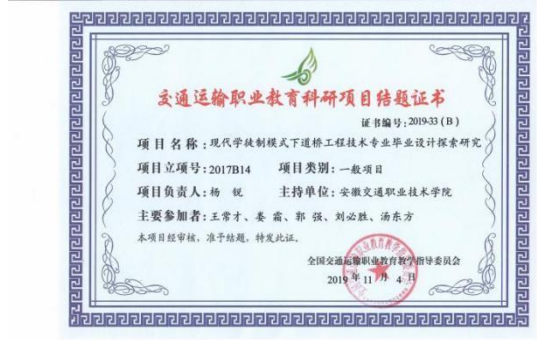 交通运输职业教育科研项目结题证书
证书编号:2019-33(B)
项目名称:现代学徒制模式下道桥工程技术专业毕业设计探索研究
项目立项号:2017B14 项目类别:一般项目
项目负责人:杨 锐 主持单位:安徽交通职业技术学院
主要参加者:王常才、娄 霜、郭 强、刘必胜、汤东方
本项目经审核,准予结题,特发此证。
全国交通运输职业教育教学指导委员会
2019年11月4日